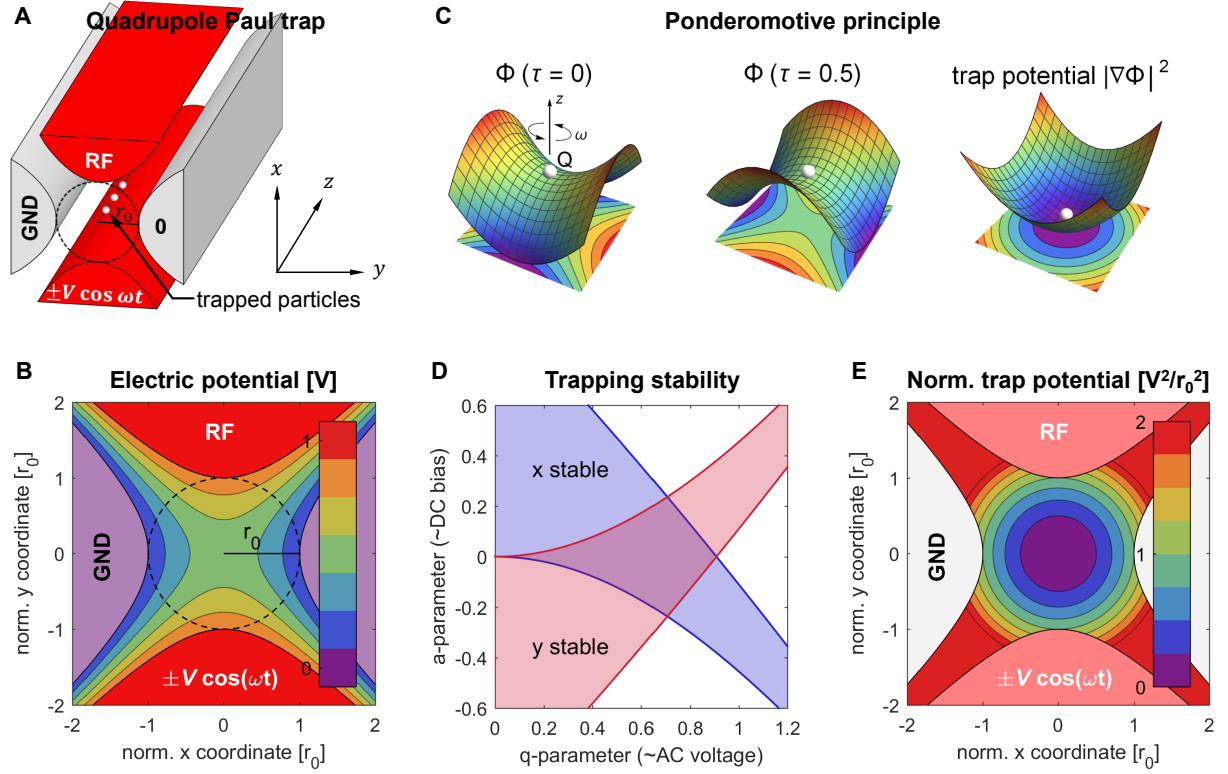 A
Quadrupole Paul trap
RF
GND
r₀
0
±V cos ωt
trapped particles
x
z
y
C
Ponderomotive principle
Φ (τ = 0)
Φ (τ = 0.5)
trap potential |∇Φ|²
z
ω
Q
B
Electric potential [V]
norm. y coordinate [r₀]
2
1
0
-1
-2
RF
GND
r₀
±V cos(ωt)
1
0
-2
-1
0
1
2
norm. x coordinate [r₀]
D
Trapping stability
a-parameter (~DC bias)
0.6
0.4
0.2
0
-0.2
-0.4
-0.6
x stable
y stable
0
0.2
0.4
0.6
0.8
1
1.2
q-parameter (~AC voltage)
E
Norm. trap potential [V²/r₀²]
norm. y coordinate [r₀]
2
1
0
-1
-2
RF
GND
±V cos(ωt)
2
1
0
-2
-1
0
1
2
norm. x coordinate [r₀]